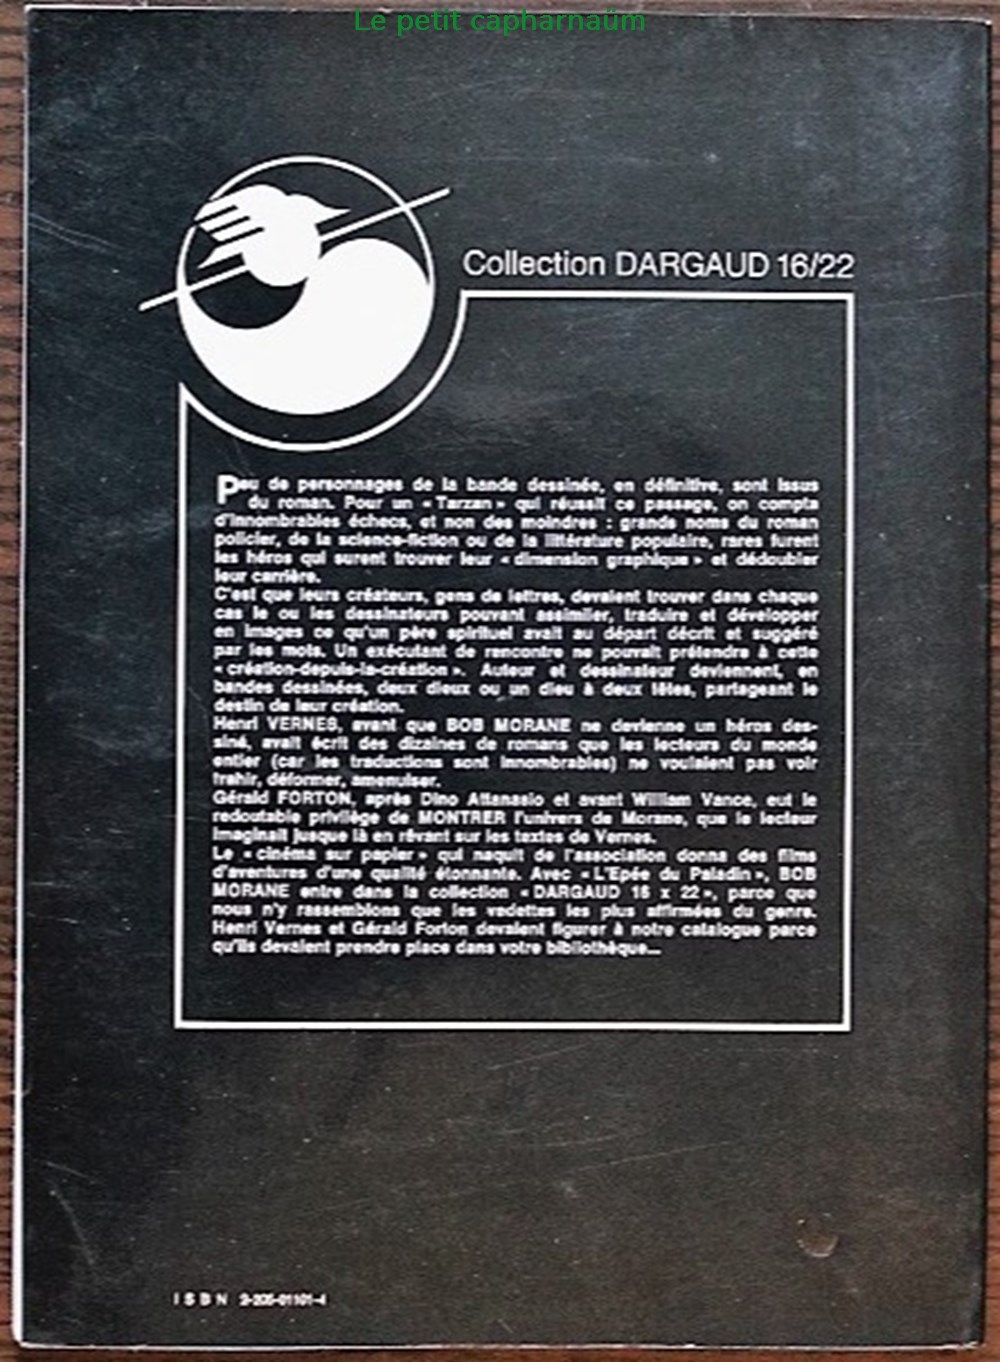 Le petit capharnaüm
Collection DARGAUD 16/22
Peu de personnages de la bande dessinée, en définitive, sont issus
du roman. Pour un « Tarzan » qui réussit ce passage, on compta
d'innombrables échecs, et non des moindres : grands noms du roman
policier, de la science-fiction ou de la littérature populaire, rares furent
les héros qui surent trouver leur « dimension graphique » et dédoubler
leur carrière.
C'est que leurs créateurs, gens de lettres, devaient trouver dans chaque
cas le ou les dessinateurs pouvant assimiler, traduire et développer
en images ce qu'un père spirituel avait au départ décrit et suggéré
par les mots. Un exécutant de rencontre ne pouvait prétendre à cette
« création-depuis-la-création ». Auteur et dessinateur deviennent, en
bandes dessinées, deux dieux ou un dieu à deux têtes, partageant le
destin de leur création.
Henri VERNES, avant que BOB MORANE ne devienne un héros des-
siné, avait écrit des dizaines de romans que les lecteurs du monde
entier (car les traductions sont innombrables) ne voulaient pas voir
trahir, déformer, amenuiser.
Gérald FORTON, après Dino Attanasio et avant William Vance, eut le
redoutable privilège de MONTRER l'univers de Morane, que le lecteur
imaginait jusque là en rêvant sur les textes de Vernes.
Le « cinéma sur papier » qui naquit de l'association donna des films
d'aventures d'une qualité étonnante. Avec « L'Epée du Paladin », BOB
MORANE entre dans la collection « DARGAUD 16 x 22 », parce que
nous n'y rassemblons que les vedettes les plus affirmées du genre.
Henri Vernes et Gérald Forton devaient figurer à notre catalogue parce
qu'ils devaient prendre place dans votre bibliothèque...
ISBN 2-205-01101-4